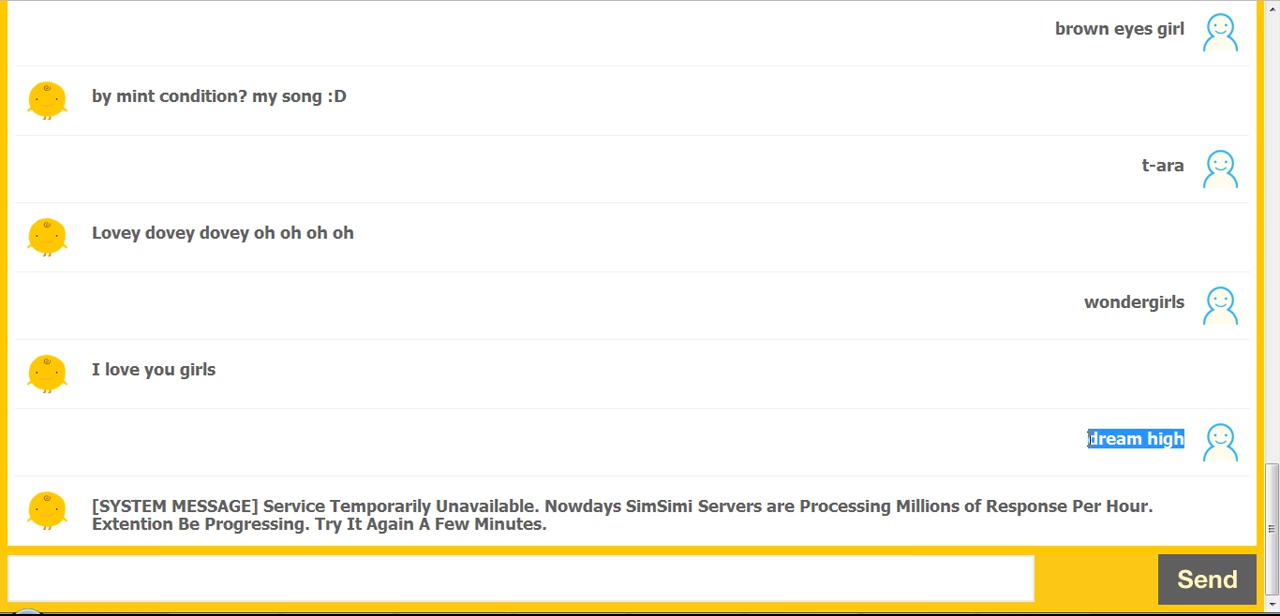 brown eyes girl
by mint condition? my song :D
t-ara
Lovey dovey dovey oh oh oh oh
wondergirls
I love you girls
dream high
[SYSTEM MESSAGE] Service Temporarily Unavailable. Nowdays SimSimi Servers are Processing Millions of Response Per Hour.
Extention Be Progressing. Try It Again A Few Minutes.
Send